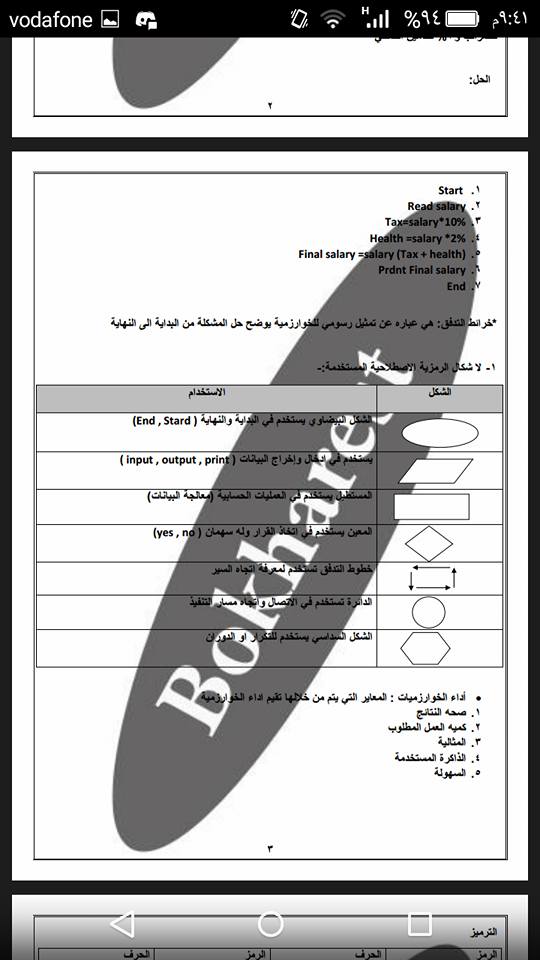 vodafone
H
%٩٤
٩:٤١م
الحل:
٢
١. Start
٢. Read salary
٣. Tax=salary*10%
٤. Health =salary *2%
٥. Final salary =salary (Tax + health)
٦. Prdnt Final salary
٧. End
*خرائط التدفق: هي عباره عن تمثيل رسومي للخوارزمية يوضح حل المشكلة من البداية الى النهاية
١- لا شكال الرمزية الاصطلاحية المستخدمة:-
الشكل الاستخدام
الشكل البيضاوي يستخدم في البداية والنهاية ( End , Stard)
يستخدم في ادخال وإخراج البيانات ( input , output , print )
المستطيل يستخدم في العمليات الحسابية (معالجة البيانات)
المعين يستخدم في اتخاذ القرار وله سهمان ( yes , no)
خطوط التدفق تستخدم لمعرفة اتجاه السير
الدائرة تستخدم في الاتصال واتجاه مسار التنفيذ
الشكل السداسي يستخدم للتكرار او الدوران
Bokharest
• أداء الخوارزميات : المعاير التي يتم من خلالها تقيم اداء الخوارزمية
١. صحه النتائج
٢. كميه العمل المطلوب
٣. المثالية
٤. الذاكرة المستخدمة
٥. السهولة
٣
الترميز
الرمز الحرف الرمز الحرف